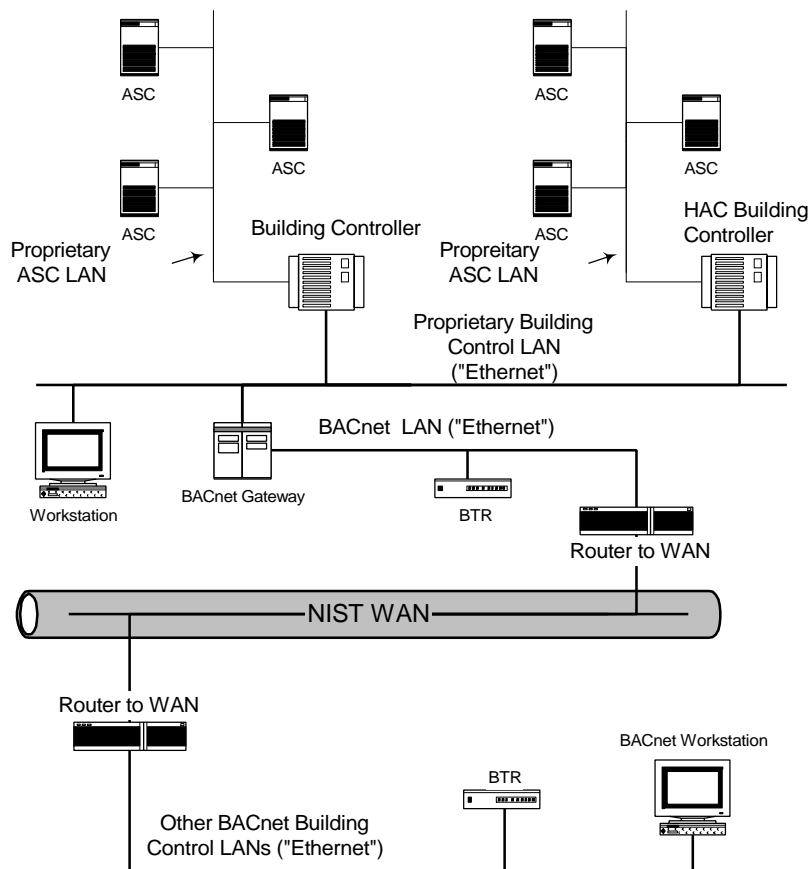 ASC
ASC
ASC
ASC
ASC
ASC
Proprietary
ASC LAN
Building Controller
Propreitary
ASC LAN
HAC Building
Controller
Proprietary Building
Control LAN
("Ethernet")
BACnet LAN ("Ethernet")
Workstation
BACnet Gateway
BTR
Router to WAN
NIST WAN
Router to WAN
BACnet Workstation
BTR
Other BACnet Building
Control LANs ("Ethernet")